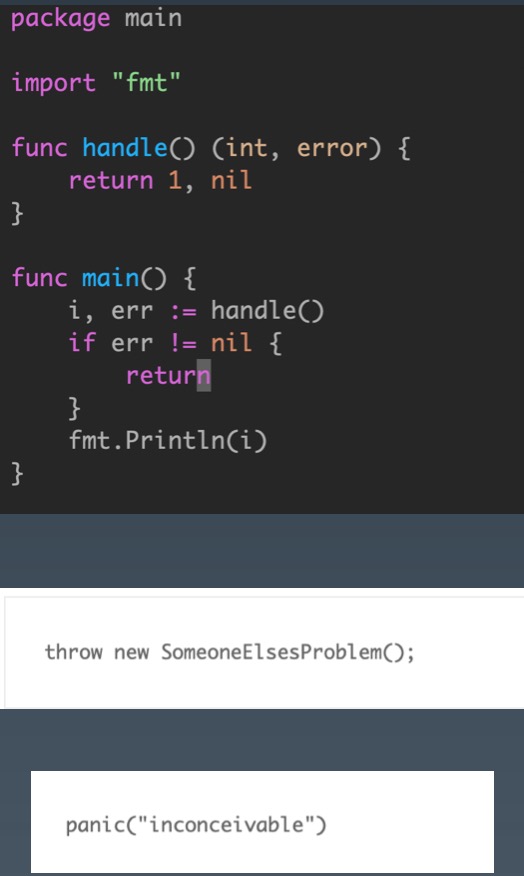 package main
import "fmt"
func handle() (int, error) {
    return 1, nil
}
func main() {
    i, err := handle()
    if err != nil {
        return
    }
    fmt.Println(i)
}
throw new SomeoneElsesProblem();
panic("inconceivable")